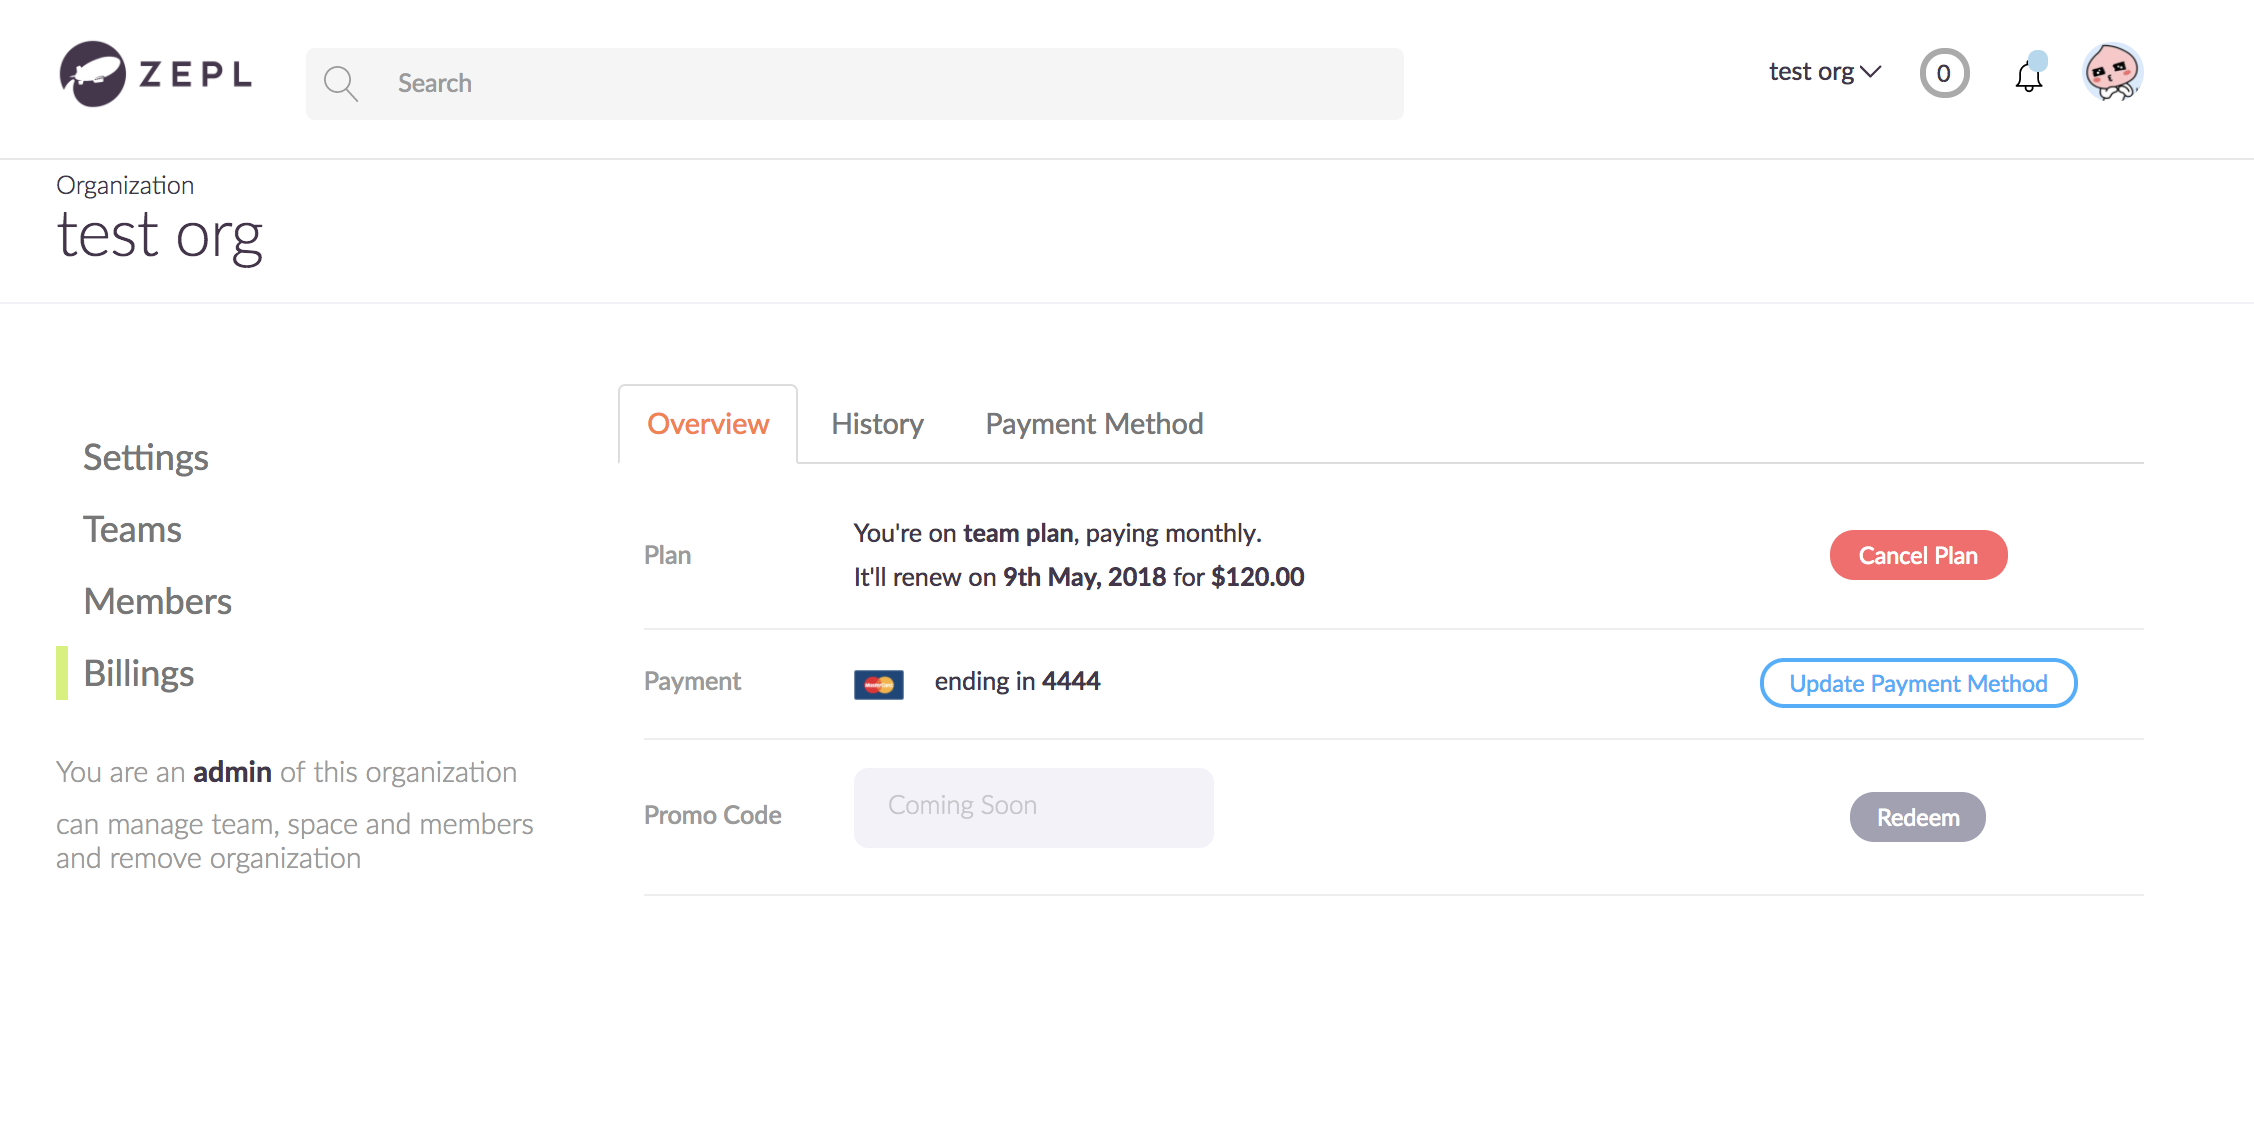 ZEPL
Search
test org
0
Organization
test org
Settings
Teams
Members
Billings
You are an admin of this organization
can manage team, space and members
and remove organization
Overview
History
Payment Method
Plan
You're on team plan, paying monthly.
It'll renew on 9th May, 2018 for $120.00
Cancel Plan
Payment
MasterCard
ending in 4444
Update Payment Method
Promo Code
Coming Soon
Redeem